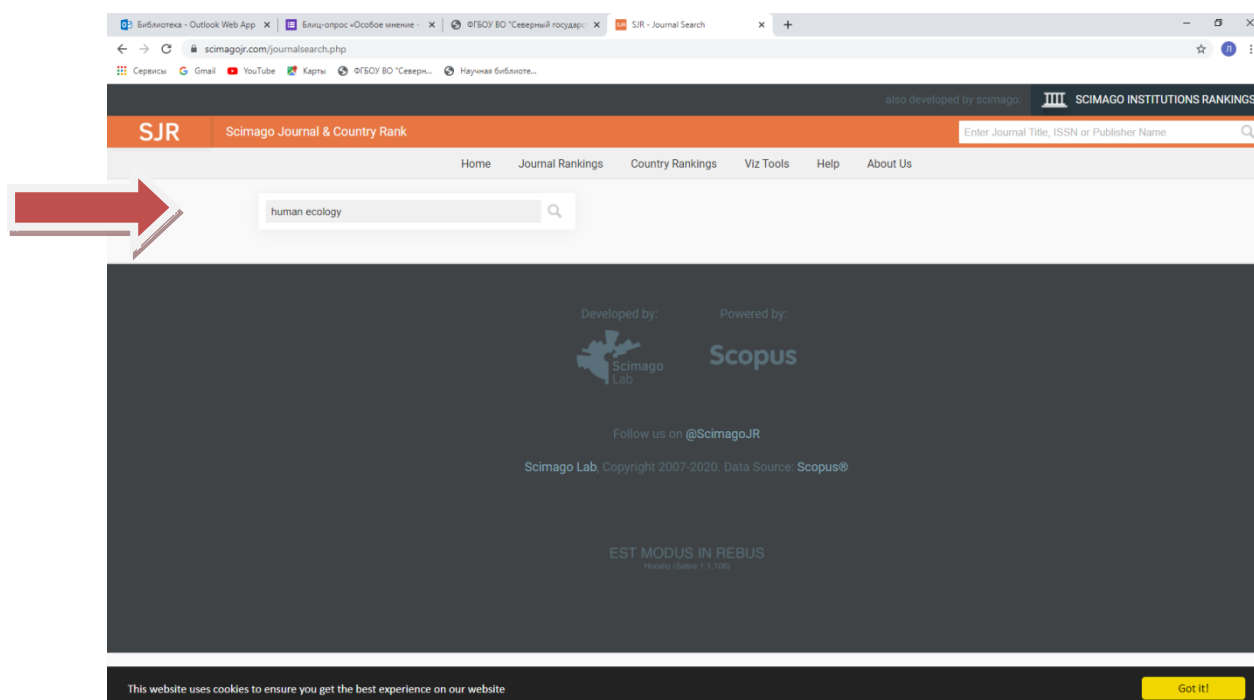 Библиотека - Outlook Web App
Блиц-опрос «Особое мнение -
ФГБОУ ВО "Северный государс
SJR - Journal Search
scimagojr.com/journalsearch.php
Л
Сервисы Gmail YouTube Карты ФГБОУ ВО "Северн... Научная библиоте...
also developed by scimago: SCIMAGO INSTITUTIONS RANKINGS
SJR Scimago Journal & Country Rank Enter Journal Title, ISSN or Publisher Name
Home Journal Rankings Country Rankings Viz Tools Help About Us
human ecology
Developed by: Powered by:
Scimago Lab
Scopus
Follow us on @ScimagoJR
Scimago Lab, Copyright 2007-2020. Data Source: Scopus®
EST MODUS IN REBUS
Horatio (Satire 1,1,106)
This website uses cookies to ensure you get the best experience on our website Got it!